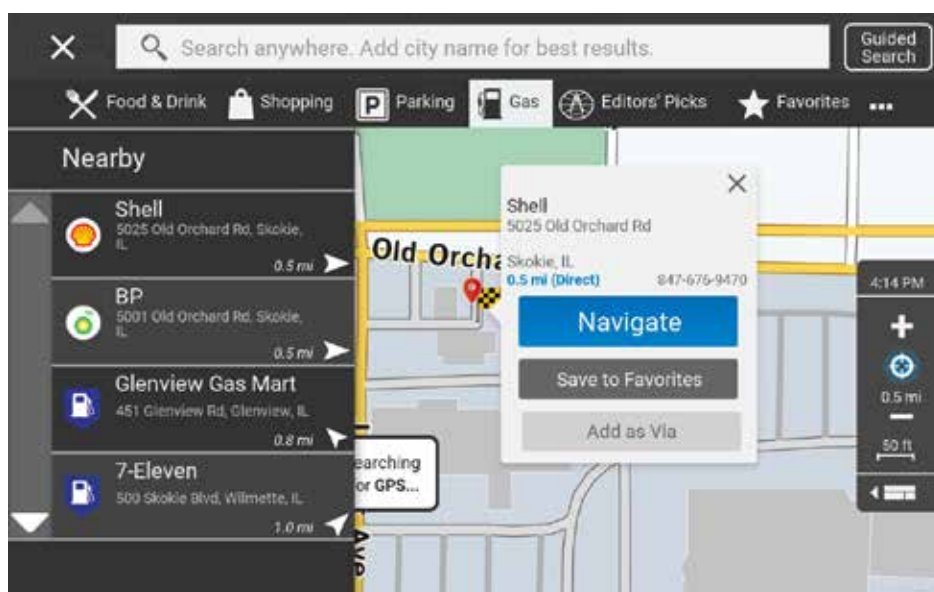 Search anywhere. Add city name for best results.
Guided
Search
Food & Drink
Shopping
P Parking
Gas
Editors' Picks
Favorites
Nearby
Shell
5025 Old Orchard Rd, Skokie,
IL
0.5 mi
BP
5001 Old Orchard Rd, Skokie,
IL
0.5 mi
Glenview Gas Mart
451 Glenview Rd, Glenview, IL
0.8 mi
7-Eleven
500 Skokie Blvd, Wilmette, IL
1.0 mi
Old Orcha
earching
or GPS...
Ave
Shell
5025 Old Orchard Rd
Skokie, IL
0.5 mi (Direct) 847-676-9470
Navigate
Save to Favorites
Add as Via
4:14 PM
0.5 mi
50 ft